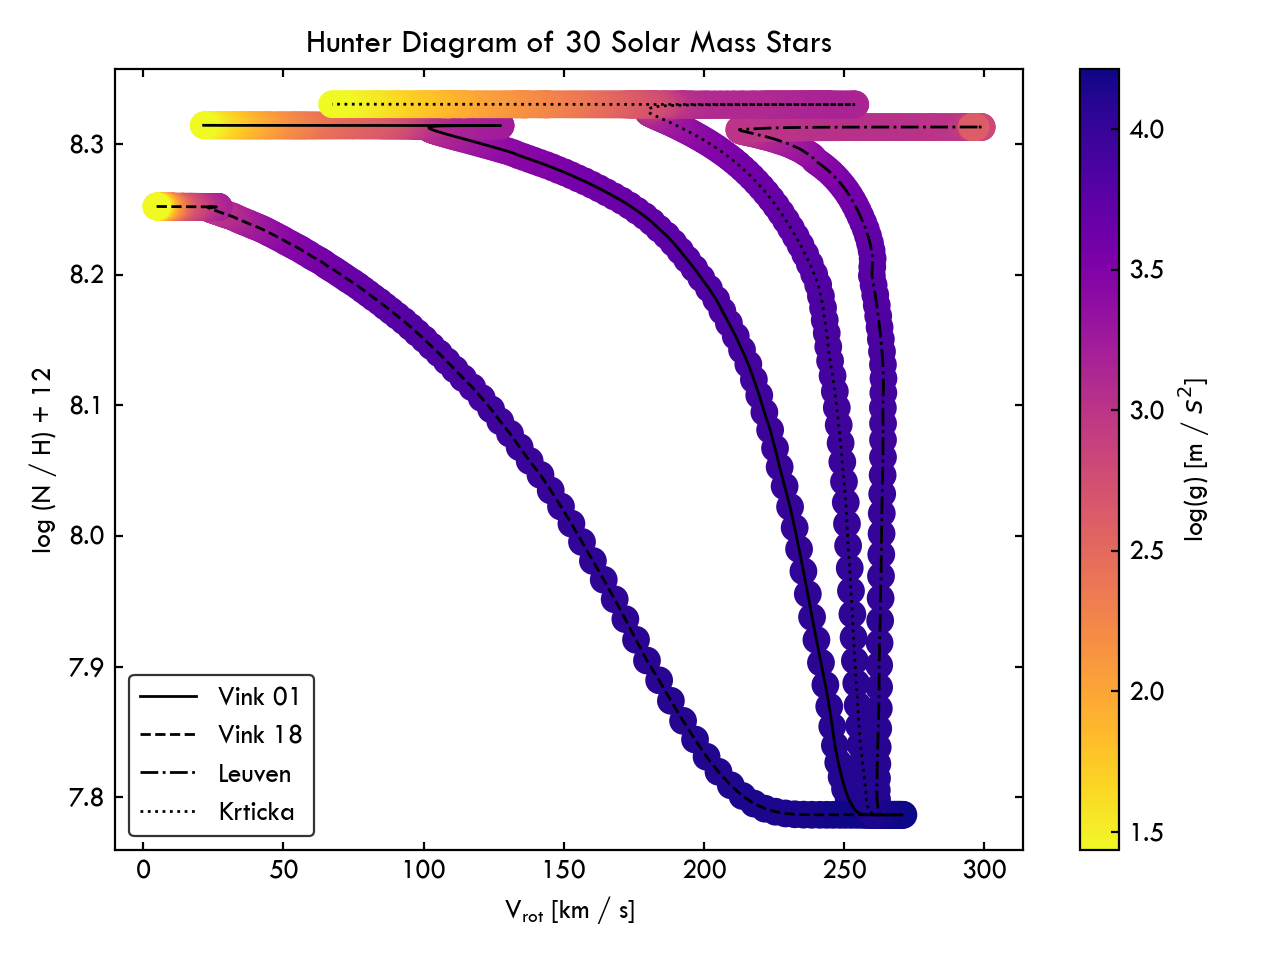 Hunter Diagram of 30 Solar Mass Stars
8.3
8.2
8.1
8.0
7.9
7.8
log (N / H) + 12
Vink 01
Vink 18
Leuven
Krticka
0 50 100 150 200 250 300
V_rot [km / s]
4.0
3.5
3.0
2.5
2.0
1.5
log(g) [m / s^2]